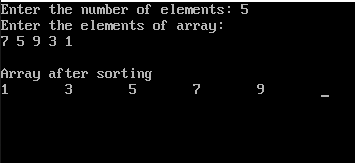 Enter the number of elements: 5
Enter the elements of array:
7 5 9 3 1
Array after sorting
1 3 5 7 9 _